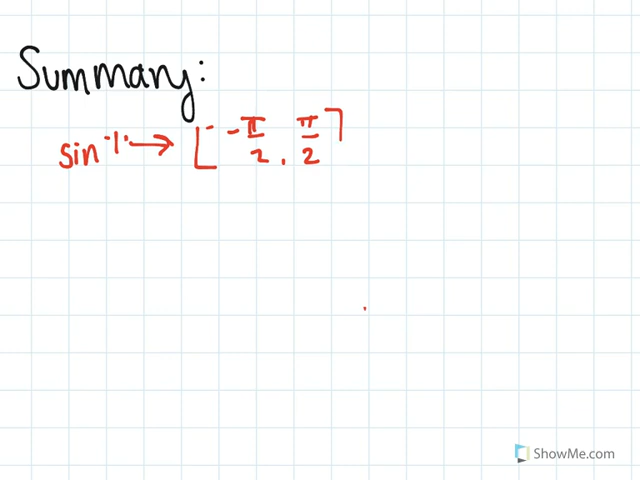 Summary:
sin⁻¹ → [-π/2, π/2]
ShowMe.com